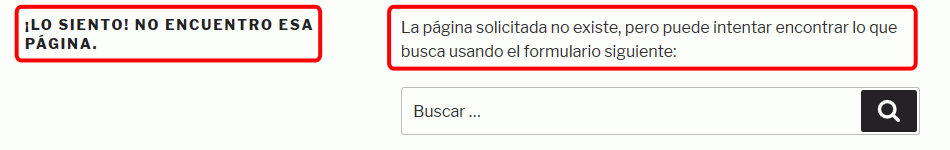 ¡LO SIENTO! NO ENCUENTRO ESA
PÁGINA.
La página solicitada no existe, pero puede intentar encontrar lo que
busca usando el formulario siguiente:
Buscar ...